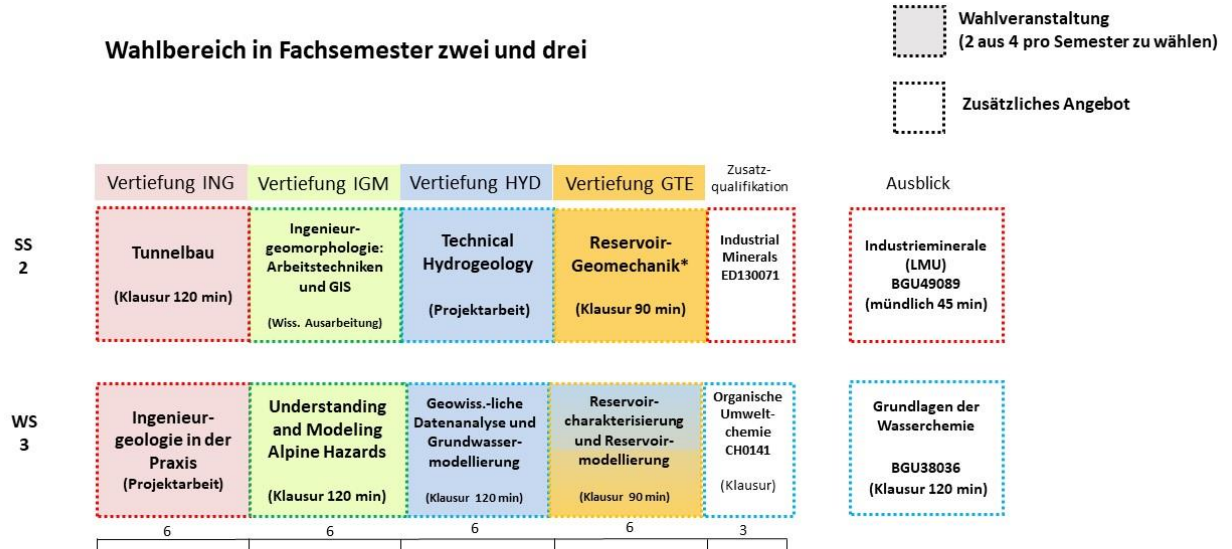 Wahlbereich in Fachsemester zwei und drei
Wahlveranstaltung
(2 aus 4 pro Semester zu wählen)
Zusätzliches Angebot
Vertiefung ING
Vertiefung IGM
Vertiefung HYD
Vertiefung GTE
Zusatz-
qualifikation
Ausblick
SS
2
Tunnelbau
(Klausur 120 min)
Ingenieur-
geomorphologie:
Arbeitstechniken
und GIS
(Wiss. Ausarbeitung)
Technical
Hydrogeology
(Projektarbeit)
Reservoir-
Geomechanik*
(Klausur 90 min)
Industrial
Minerals
ED130071
Industrieminerale
(LMU)
BGU49089
(mündlich 45 min)
WS
3
Ingenieur-
geologie in der
Praxis
(Projektarbeit)
Understanding
and Modeling
Alpine Hazards
(Klausur 120 min)
Geowiss.-liche
Datenanalyse und
Grundwasser-
modellierung
(Klausur 120 min)
Reservoir-
charakterisierung
und Reservoir-
modellierung
(Klausur 90 min)
Organische
Umwelt-
chemie
CH0141
(Klausur)
Grundlagen der
Wasserchemie
BGU38036
(Klausur 120 min)
6
6
6
6
3